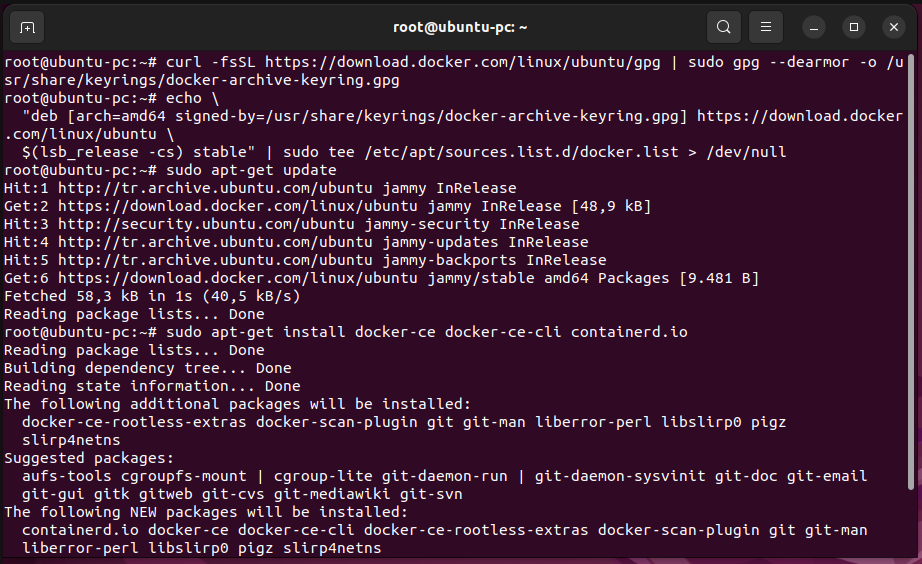 root@ubuntu-pc: ~
root@ubuntu-pc:~# curl -fsSL https://download.docker.com/linux/ubuntu/gpg | sudo gpg --dearmor -o /u
sr/share/keyrings/docker-archive-keyring.gpg
root@ubuntu-pc:~# echo \
  "deb [arch=amd64 signed-by=/usr/share/keyrings/docker-archive-keyring.gpg] https://download.docker
.com/linux/ubuntu \
  $(lsb_release -cs) stable" | sudo tee /etc/apt/sources.list.d/docker.list > /dev/null
root@ubuntu-pc:~# sudo apt-get update
Hit:1 http://tr.archive.ubuntu.com/ubuntu jammy InRelease
Get:2 https://download.docker.com/linux/ubuntu jammy InRelease [48,9 kB]
Hit:3 http://security.ubuntu.com/ubuntu jammy-security InRelease
Hit:4 http://tr.archive.ubuntu.com/ubuntu jammy-updates InRelease
Hit:5 http://tr.archive.ubuntu.com/ubuntu jammy-backports InRelease
Get:6 https://download.docker.com/linux/ubuntu jammy/stable amd64 Packages [9.481 B]
Fetched 58,3 kB in 1s (40,5 kB/s)
Reading package lists... Done
root@ubuntu-pc:~# sudo apt-get install docker-ce docker-ce-cli containerd.io
Reading package lists... Done
Building dependency tree... Done
Reading state information... Done
The following additional packages will be installed:
  docker-ce-rootless-extras docker-scan-plugin git git-man liberror-perl libslirp0 pigz
  slirp4netns
Suggested packages:
  aufs-tools cgroupfs-mount | cgroup-lite git-daemon-run | git-daemon-sysvinit git-doc git-email
  git-gui gitk gitweb git-cvs git-mediawiki git-svn
The following NEW packages will be installed:
  containerd.io docker-ce docker-ce-cli docker-ce-rootless-extras docker-scan-plugin git git-man
  liberror-perl libslirp0 pigz slirp4netns